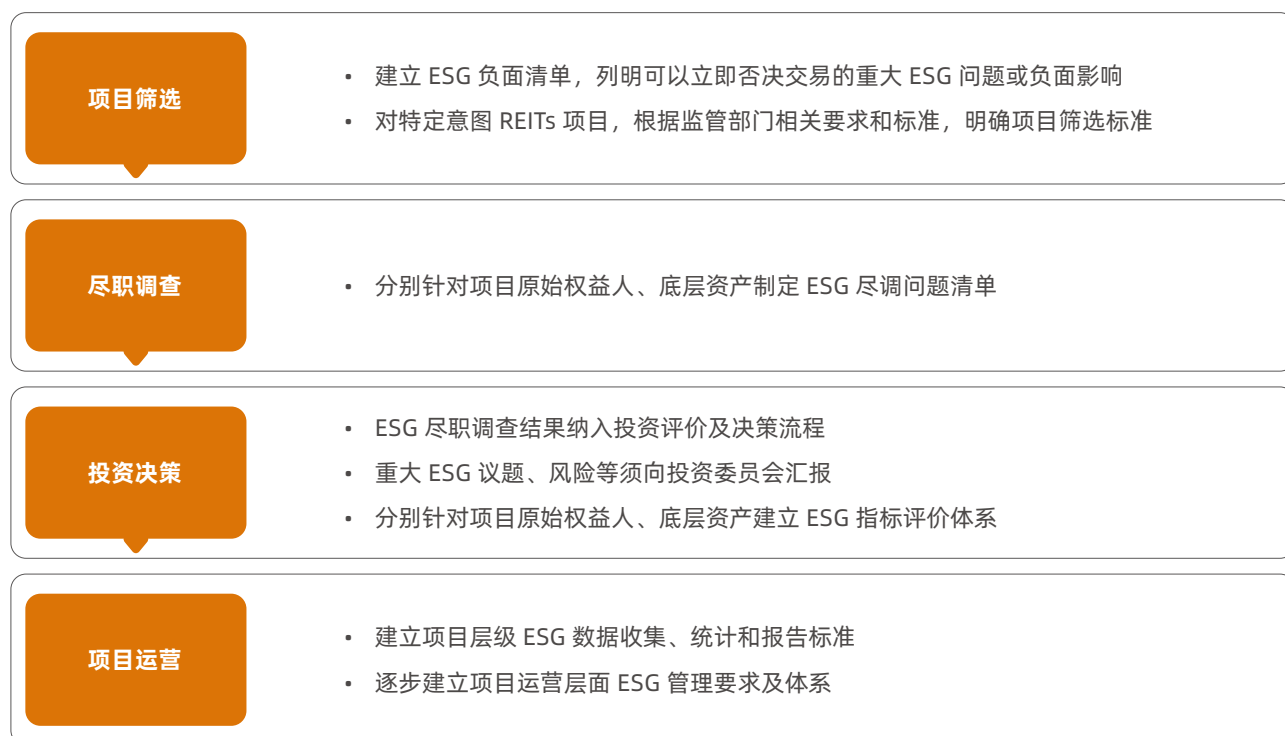 项目筛选
• 建立 ESG 负面清单，列明可以立即否决交易的重大 ESG 问题或负面影响
• 对特定意图 REITs 项目，根据监管部门相关要求和标准，明确项目筛选标准
尽职调查
• 分别针对项目原始权益人、底层资产制定 ESG 尽调问题清单
投资决策
• ESG 尽职调查结果纳入投资评价及决策流程
• 重大 ESG 议题、风险等须向投资委员会汇报
• 分别针对项目原始权益人、底层资产建立 ESG 指标评价体系
项目运营
• 建立项目层级 ESG 数据收集、统计和报告标准
• 逐步建立项目运营层面 ESG 管理要求及体系